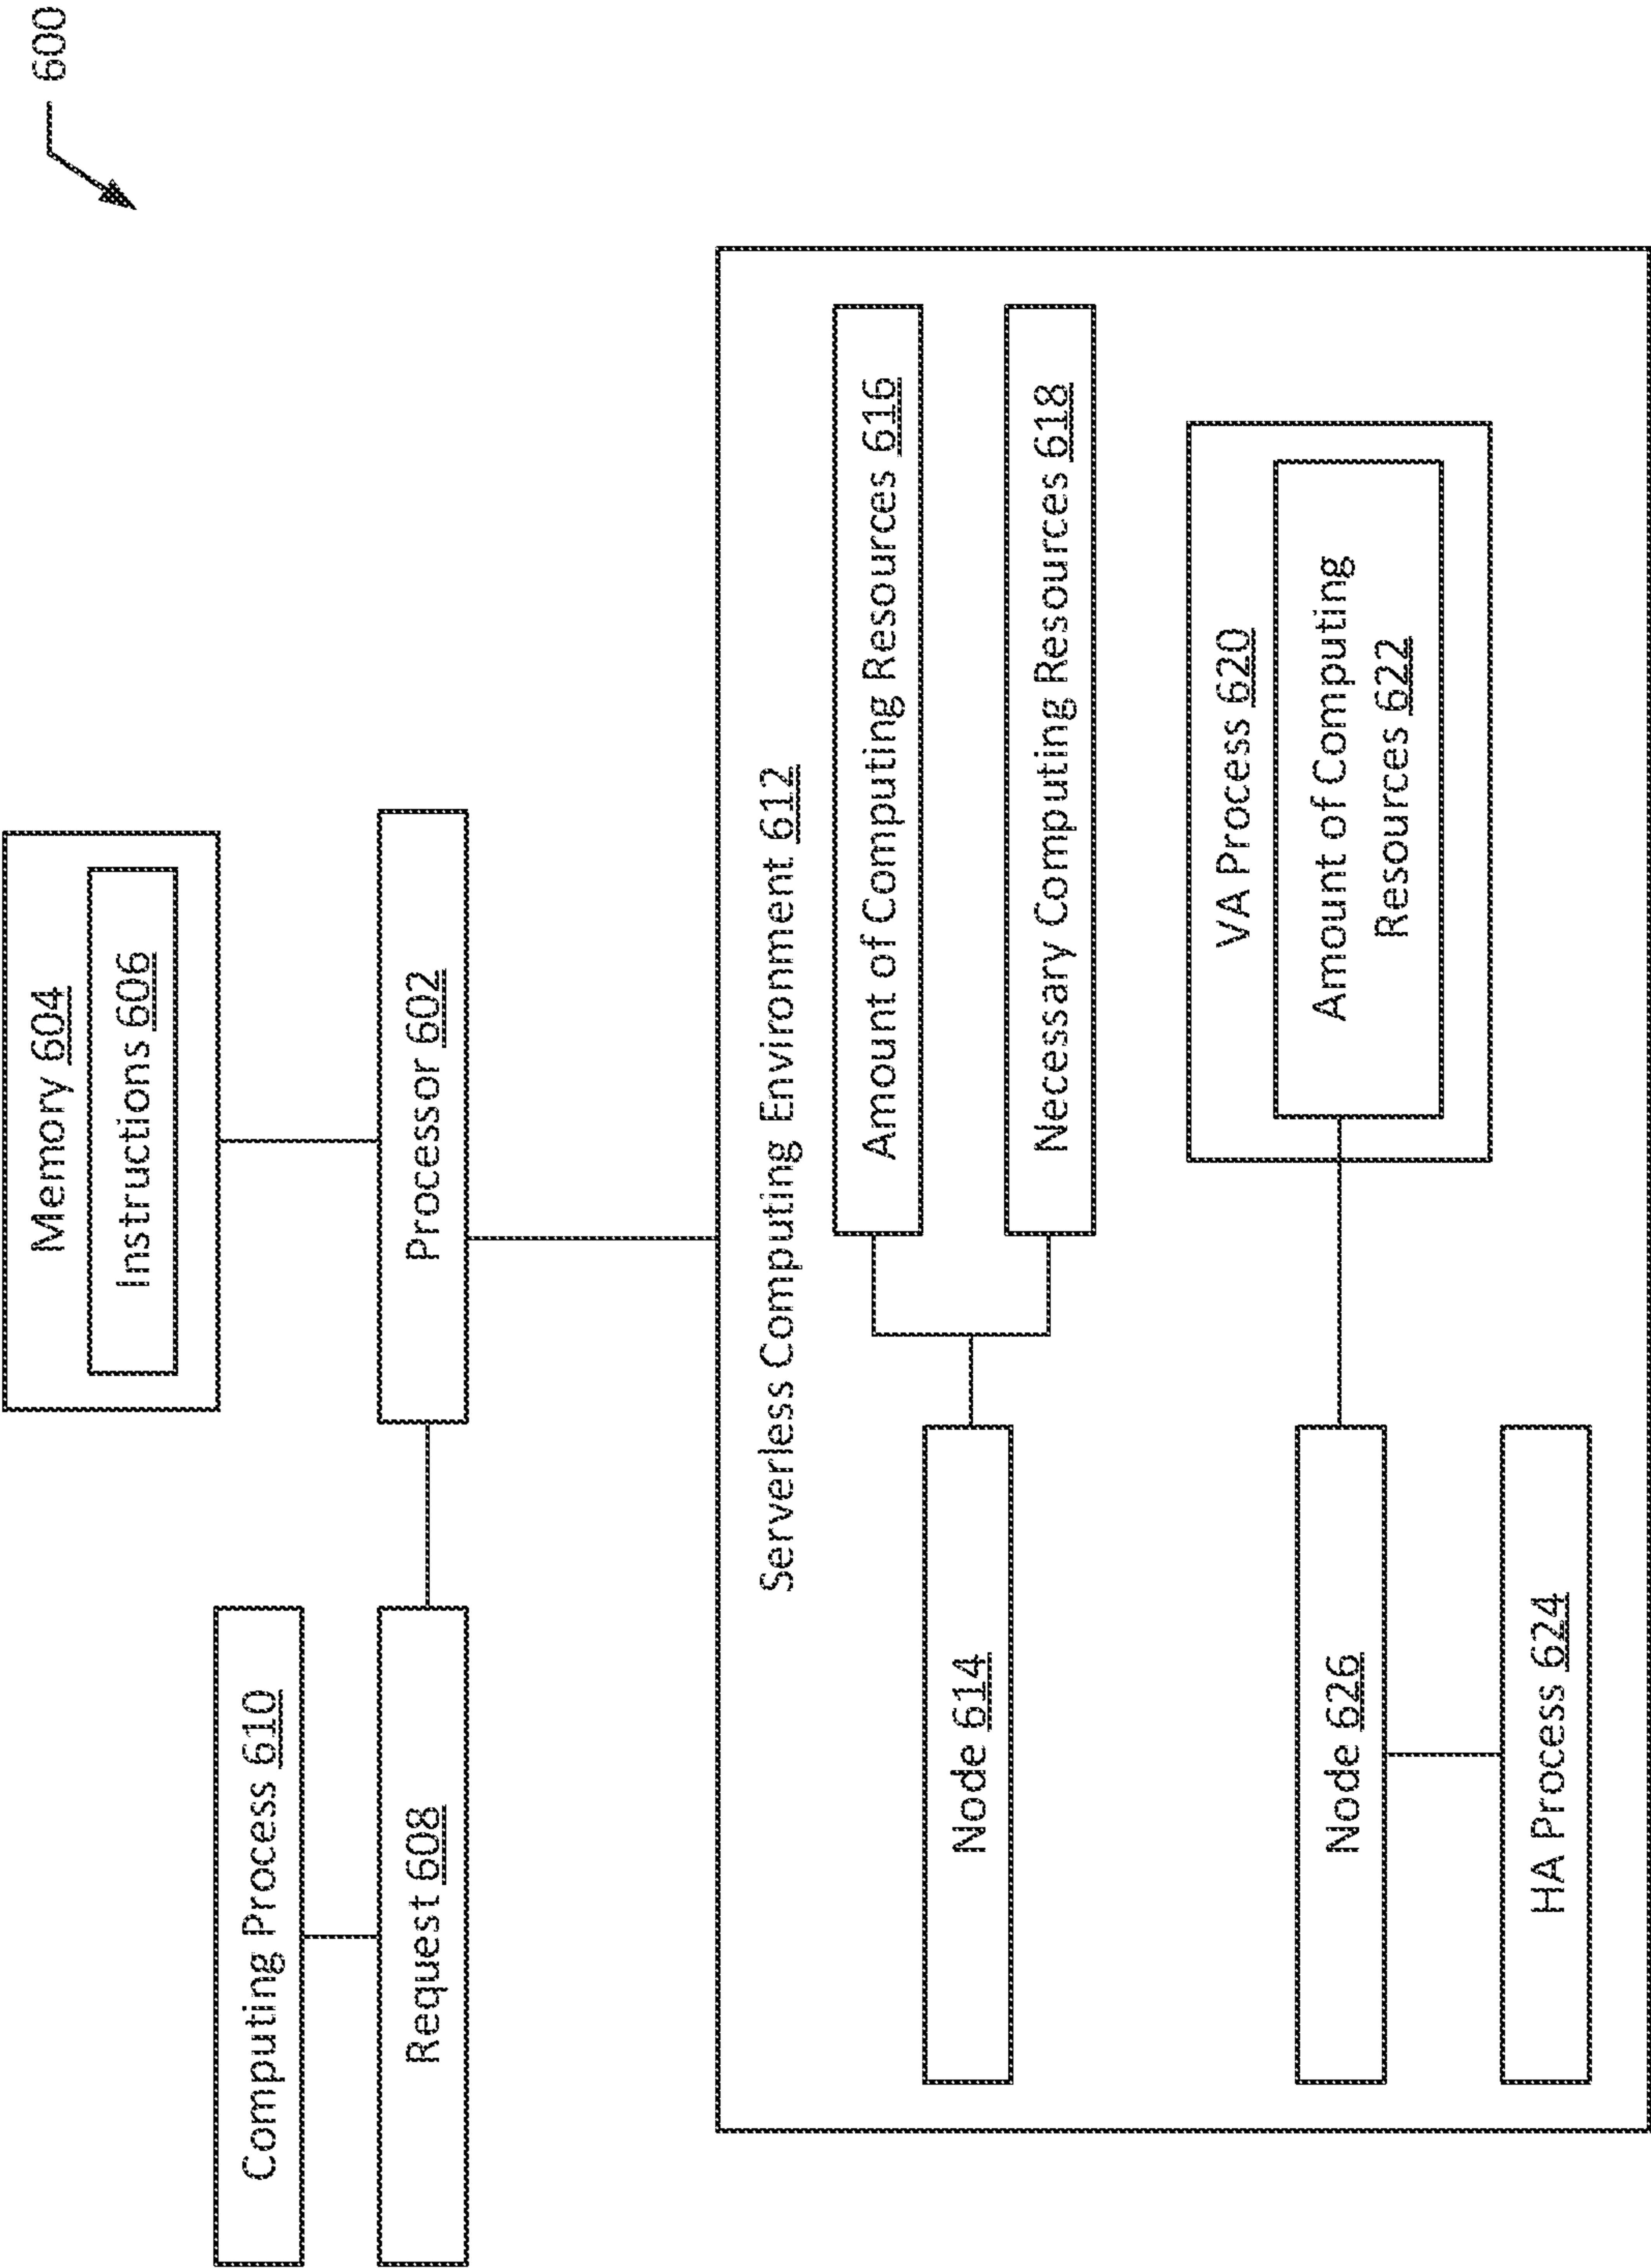 600
Memory 604
Instructions 606
Computing Process 610
Request 608
Processor 602
Serverless Computing Environment 612
Node 614
Amount of Computing Resources 616
Necessary Computing Resources 618
Node 626
VA Process 620
Amount of Computing
Resources 622
HA Process 624